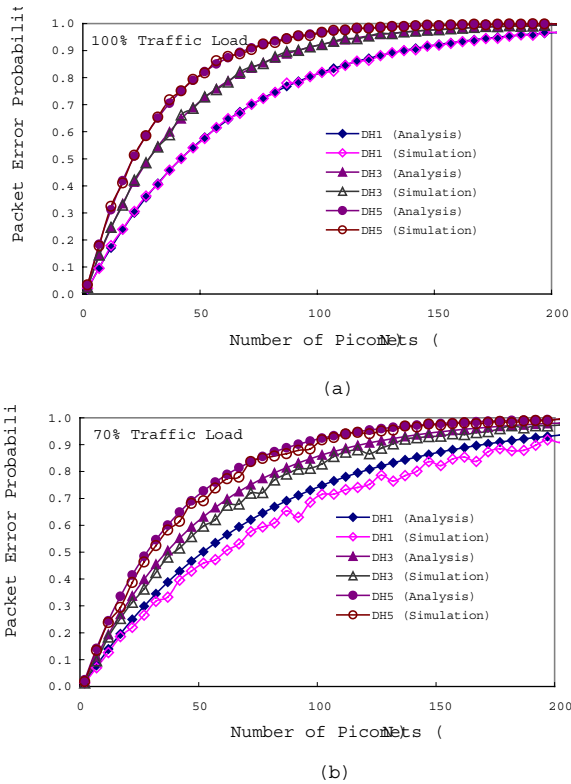 Packet Error Probabilit
100% Traffic Load
1.0
0.9
0.8
0.7
0.6
0.5
0.4
0.3
0.2
0.1
0.0
DH1 (Analysis)
DH1 (Simulation)
DH3 (Analysis)
DH3 (Simulation)
DH5 (Analysis)
DH5 (Simulation)
0 50 100 150 200
Number of Piconets (N)
(a)
Packet Error Probabili
70% Traffic Load
1.0
0.9
0.8
0.7
0.6
0.5
0.4
0.3
0.2
0.1
0.0
DH1 (Analysis)
DH1 (Simulation)
DH3 (Analysis)
DH3 (Simulation)
DH5 (Analysis)
DH5 (Simulation)
0 50 100 150 200
Number of Piconets (N)
(b)